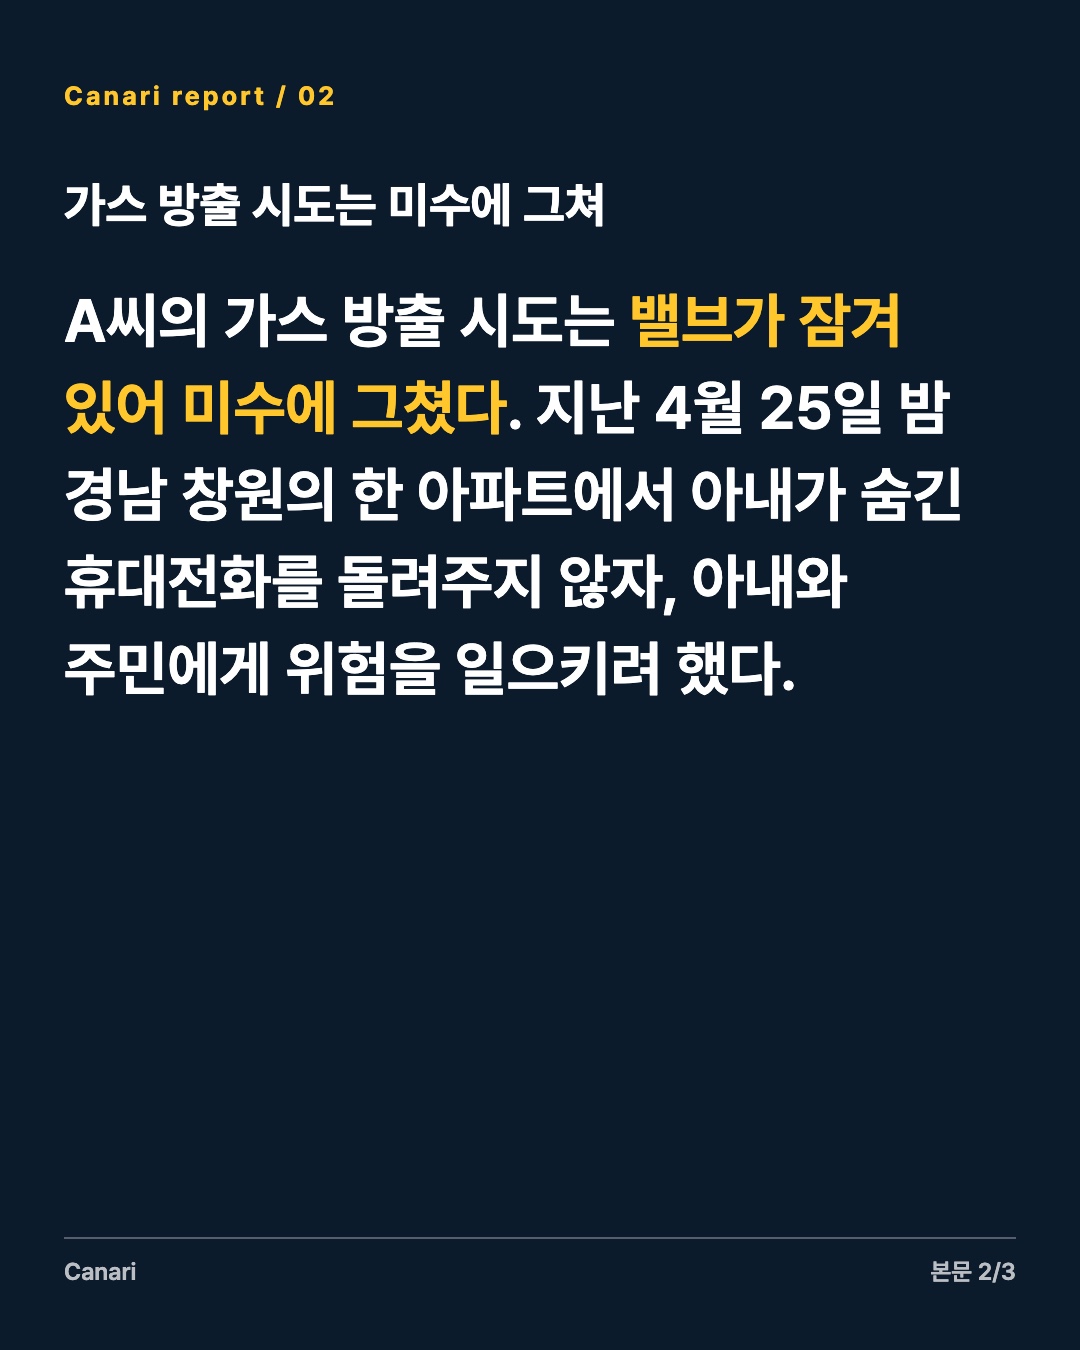 Canari report / 02
가스 방출 시도는 미수에 그쳐
A씨의 가스 방출 시도는 밸브가 잠겨
있어 미수에 그쳤다. 지난 4월 25일 밤
경남 창원의 한 아파트에서 아내가 숨긴
휴대전화를 돌려주지 않자, 아내와
주민에게 위험을 일으키려 했다.
Canari
본문 2/3